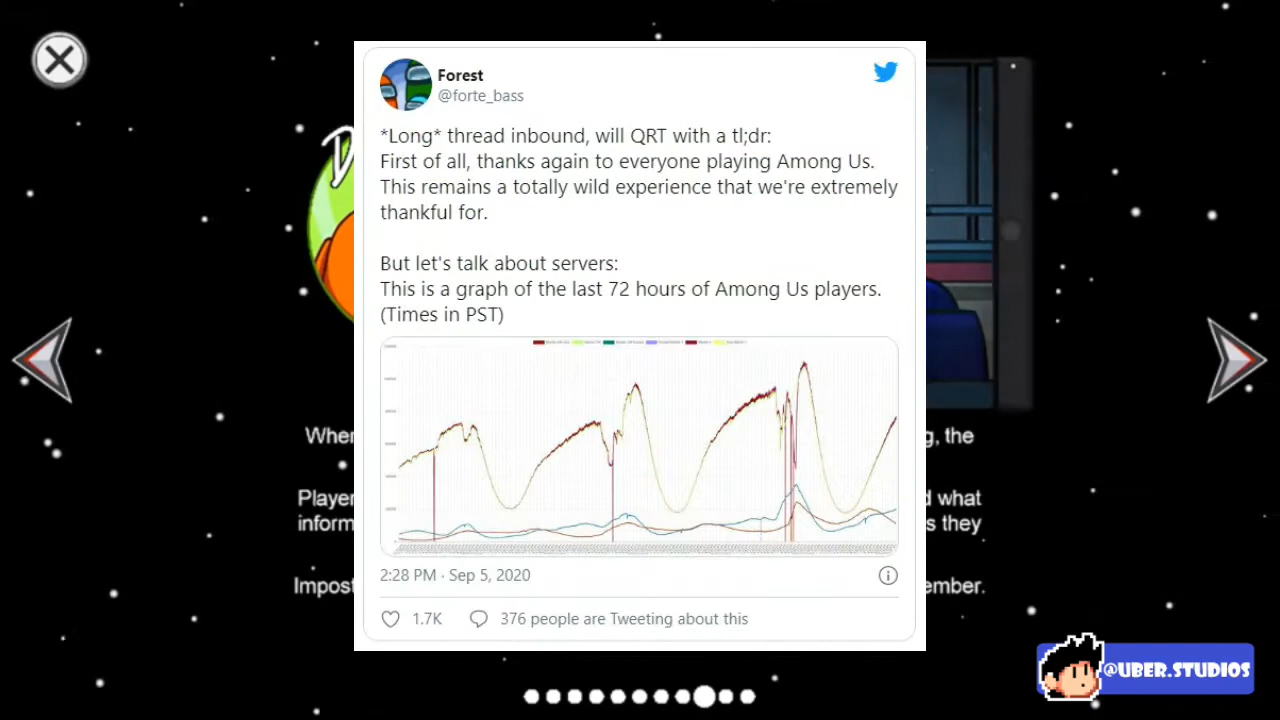 Forest
@forte_bass
*Long* thread inbound, will QRT with a tl;dr:
First of all, thanks again to everyone playing Among Us.
This remains a totally wild experience that we're extremely
thankful for.
But let's talk about servers:
This is a graph of the last 72 hours of Among Us players.
(Times in PST)
2:28 PM · Sep 5, 2020
1.7K
376 people are Tweeting about this
g, the
d what
s they
@UBER.STUDIOS